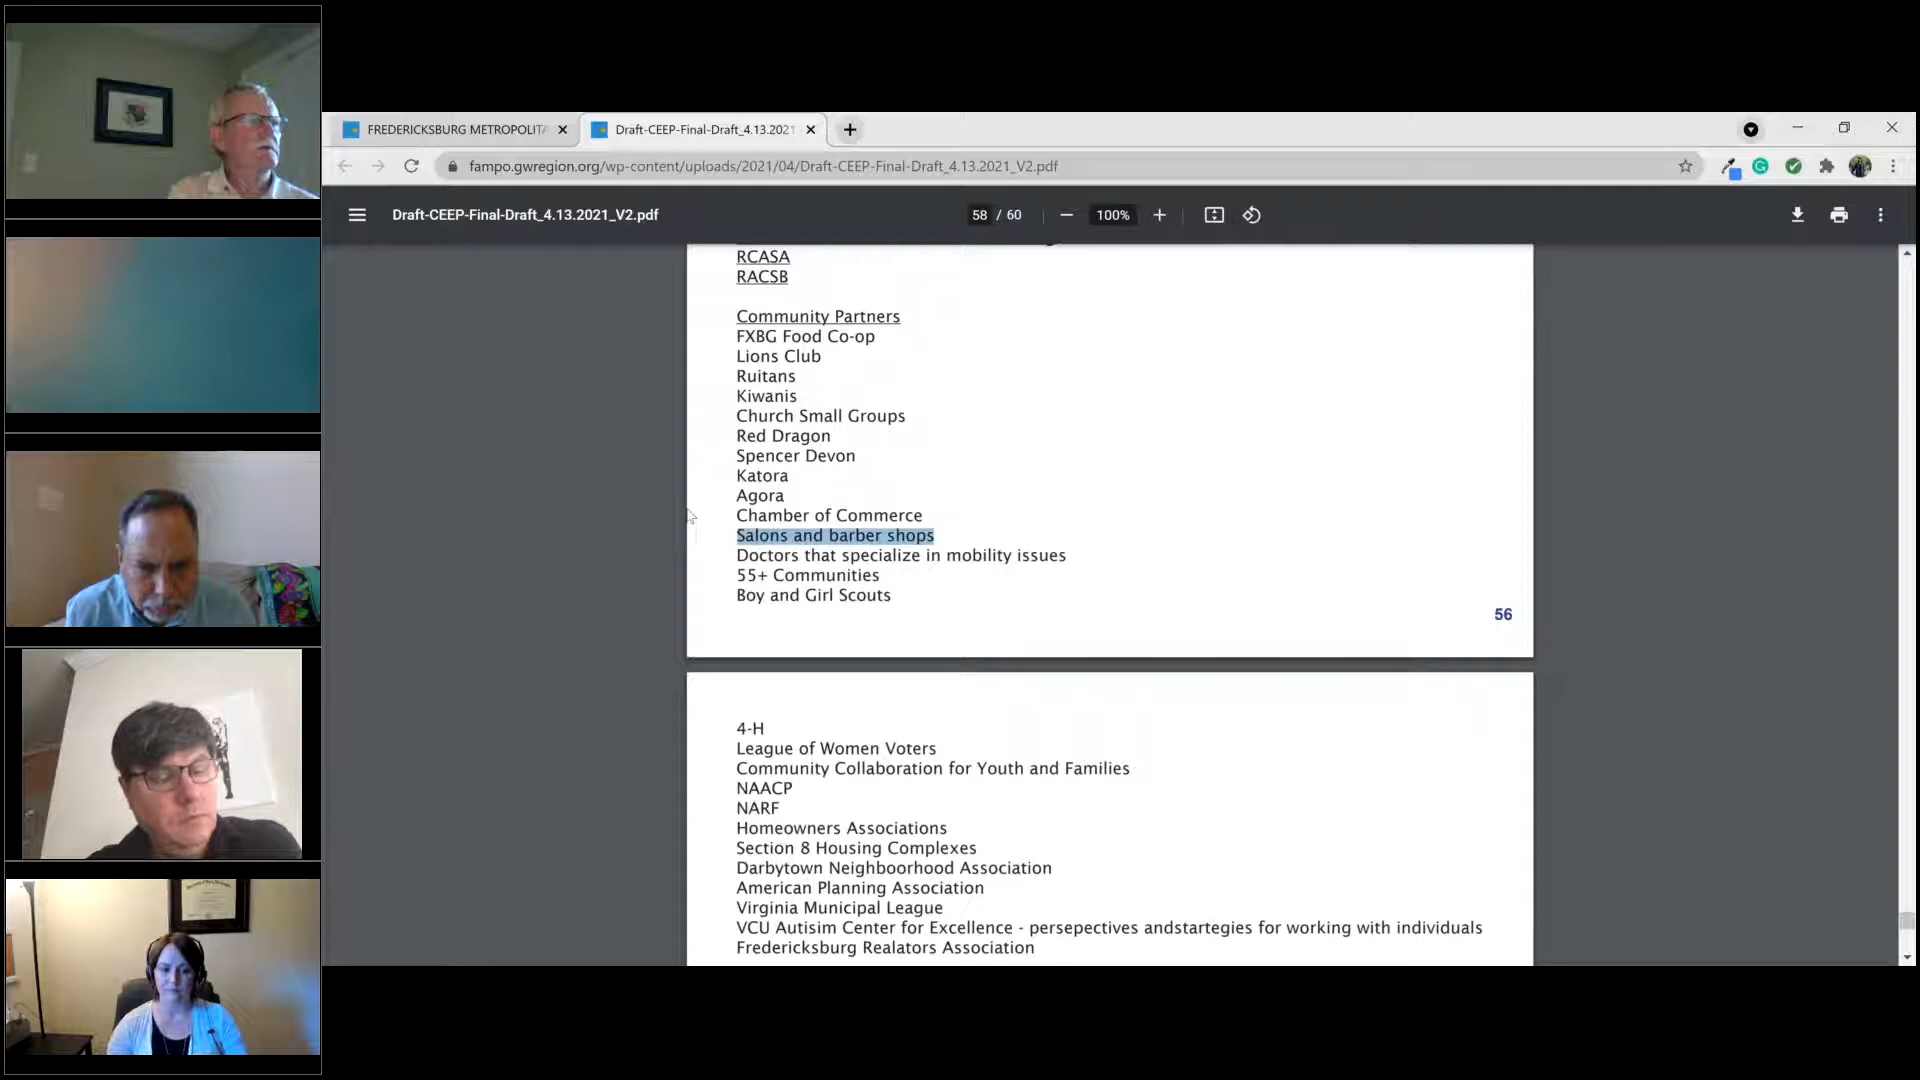 FREDERICKSBURG METROPOLITA
Draft-CEEP-Final-Draft_4.13.2021
fampo.gwregion.org/wp-content/uploads/2021/04/Draft-CEEP-Final-Draft_4.13.2021_V2.pdf
Draft-CEEP-Final-Draft_4.13.2021_V2.pdf
58 / 60
100%
RCASA
RACSB
Community Partners
FXBG Food Co-op
Lions Club
Ruitans
Kiwanis
Church Small Groups
Red Dragon
Spencer Devon
Katora
Agora
Chamber of Commerce
Salons and barber shops
Doctors that specialize in mobility issues
55+ Communities
Boy and Girl Scouts
56
4-H
League of Women Voters
Community Collaboration for Youth and Families
NAACP
NARF
Homeowners Associations
Section 8 Housing Complexes
Darbytown Neighboorhood Association
American Planning Association
Virginia Municipal League
VCU Autisim Center for Excellence - persepectives andstartegies for working with individuals
Fredericksburg Realators Association